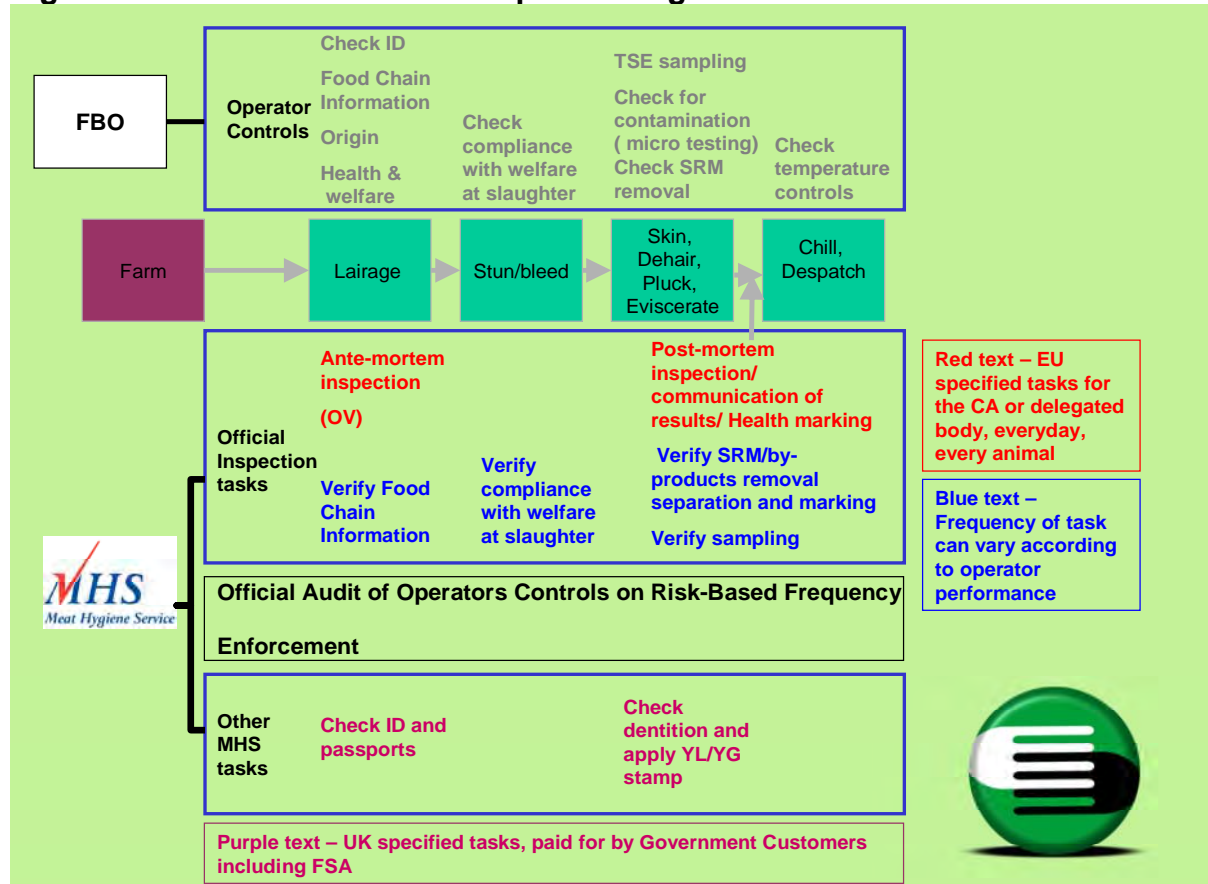 FBO
Operator
Controls
Check ID
Food Chain
Information
Origin
Health &
welfare
Check
compliance
with welfare
at slaughter
TSE sampling
Check for
contamination
( micro testing)
Check SRM
removal
Check
temperature
controls
Farm
Lairage
Stun/bleed
Skin,
Dehair,
Pluck,
Eviscerate
Chill,
Despatch
Official
Inspection
tasks
Ante-mortem
inspection
(OV)
Verify Food
Chain
Information
Verify
compliance
with welfare
at slaughter
Post-mortem
inspection/
communication of
results/ Health marking
Verify SRM/by-
products removal
separation and marking
Verify sampling
Red text – EU
specified tasks for
the CA or delegated
body, everyday,
every animal
Blue text –
Frequency of task
can vary according
to operator
performance
MHS
Meat Hygiene Service
Official Audit of Operators Controls on Risk-Based Frequency
Enforcement
Other
MHS
tasks
Check ID and
passports
Check
dentition and
apply YL/YG
stamp
Purple text – UK specified tasks, paid for by Government Customers
including FSA